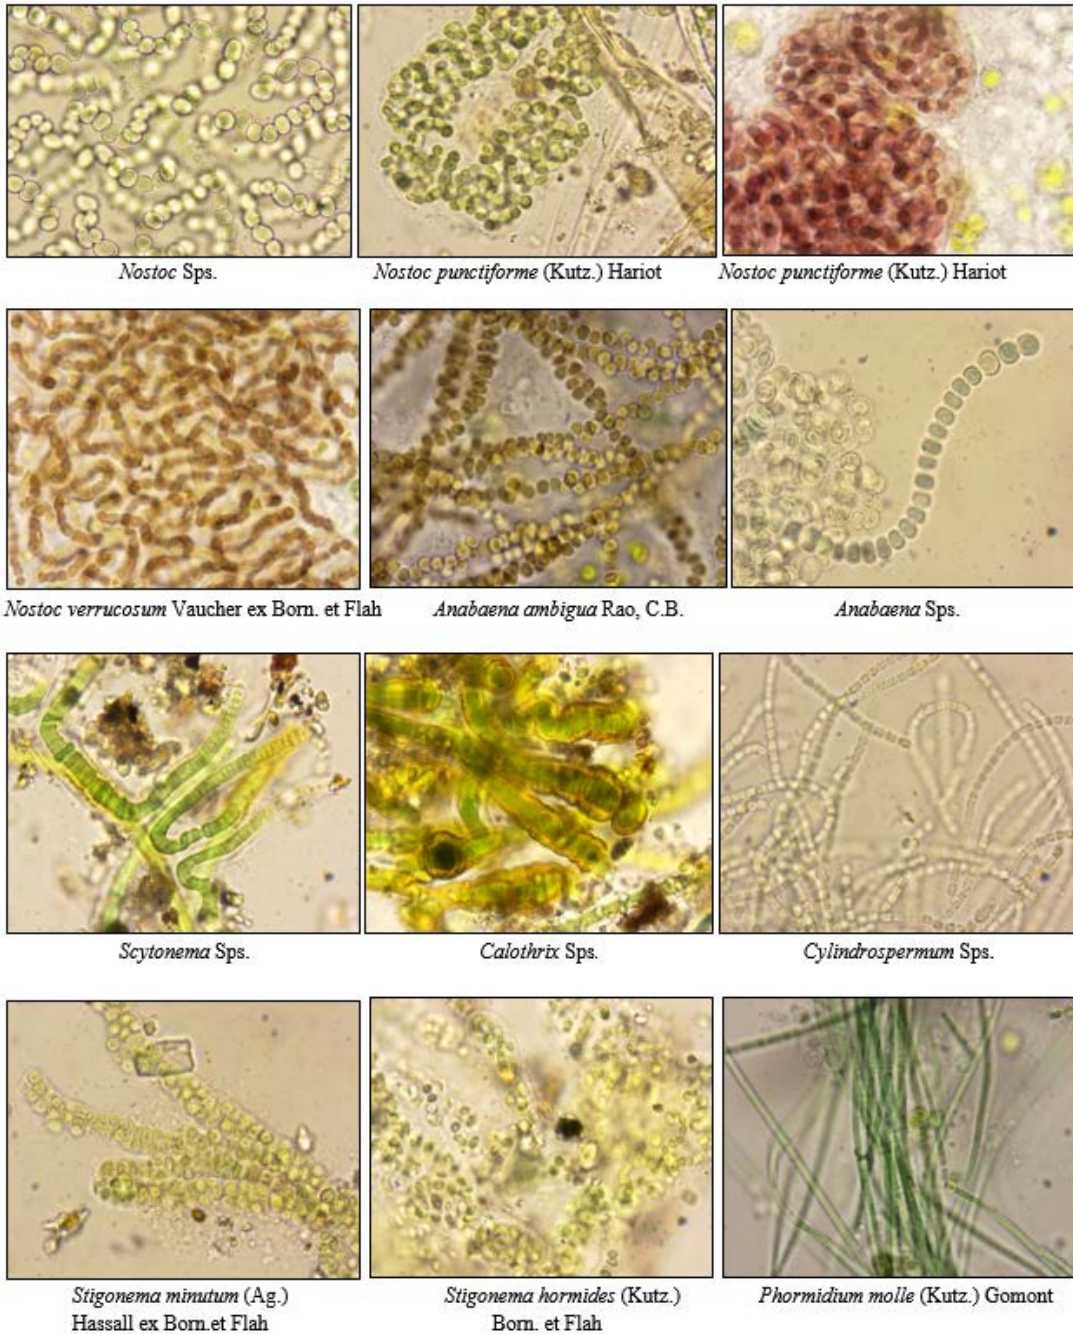 Nostoc Sps.
Nostoc punctiforme (Kutz.) Hariot
Nostoc punctiforme (Kutz.) Hariot
Nostoc verrucosum Vaucher ex Born. et Flah
Anabaena ambigua Rao, C.B.
Anabaena Sps.
Scytonema Sps.
Calothrix Sps.
Cylindrospermum Sps.
Stigonema minutum (Ag.)
Hassall ex Born.et Flah
Stigonema hormides (Kutz.)
Born. et Flah
Phormidium molle (Kutz.) Gomont